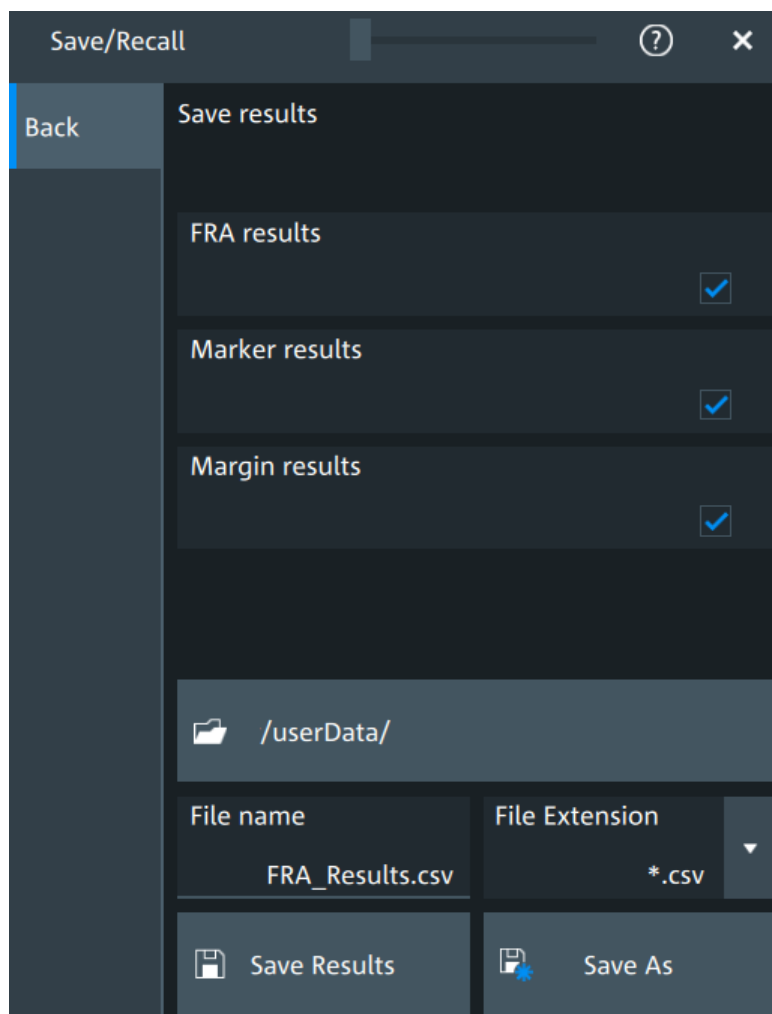 Save/Recall ?
Back
Save results
FRA results
Marker results
Margin results
/userData/
File name File Extension
FRA_Results.csv *.csv
Save Results Save As